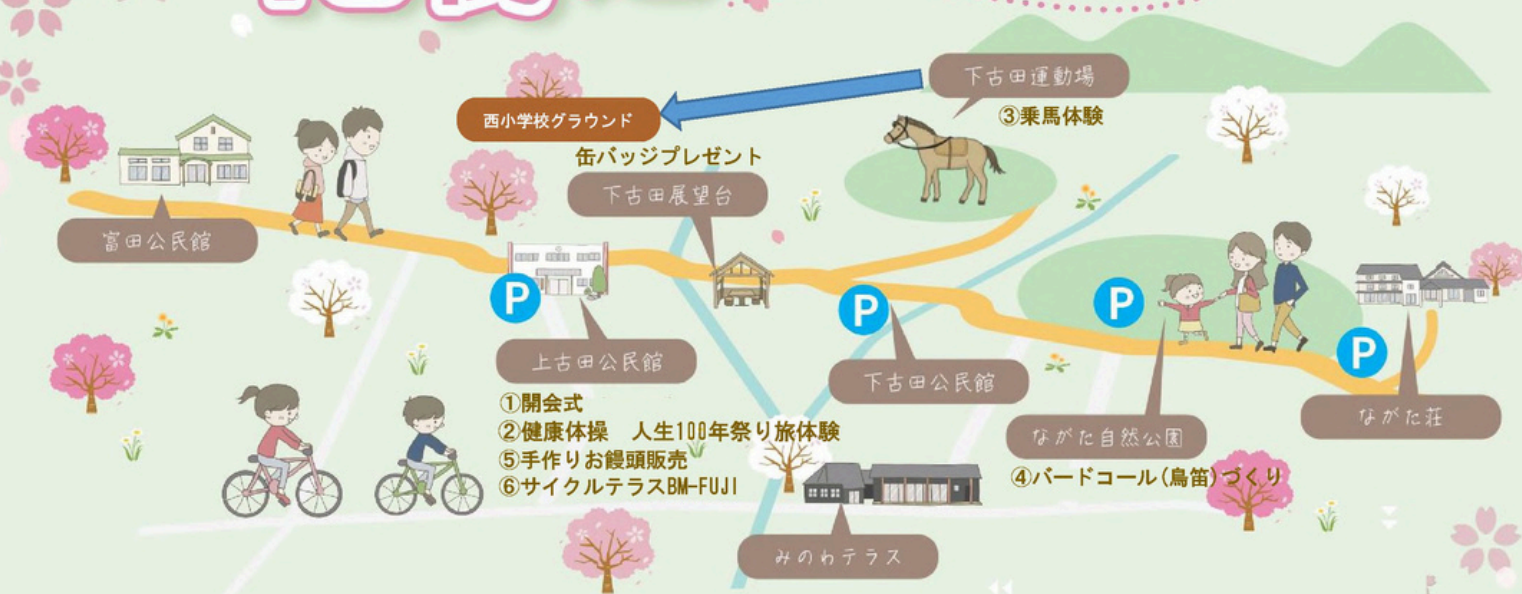 下古田運動場
③乗馬体験
西小学校グラウンド
缶バッジプレゼント
下古田展望台
富田公民館
P
上古田公民館
①開会式
②健康体操　人生100年祭り旅体験
⑤手作りお饅頭販売
⑥サイクルテラスBM-FUJI
P
下古田公民館
P
ながた自然公園
④バードコール(鳥笛)づくり
P
ながた荘
みのわテラス